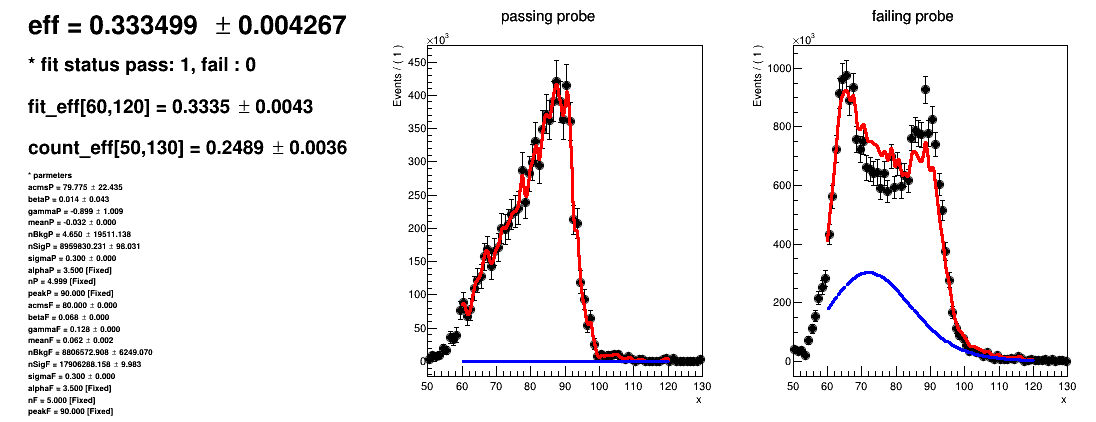 eff = 0.333499 ± 0.004267
* fit status pass: 1, fail : 0
fit_eff[60,120] = 0.3335 ± 0.0043
count_eff[50,130] = 0.2489 ± 0.0036
* parmeters
acmsP = 79.775 ± 22.435
betaP = 0.014 ± 0.043
gammaP = -0.899 ± 1.009
meanP = -0.032 ± 0.000
nBkgP = 4.650 ± 19511.138
nSigP = 8959830.231 ± 96.031
sigmaP = 0.300 ± 0.000
alphaP = 3.500 [Fixed]
nP = 4.999 [Fixed]
peakP = 90.000 [Fixed]
acmsF = 80.000 ± 0.000
betaF = 0.068 ± 0.000
gammaF = 0.128 ± 0.000
meanF = 0.062 ± 0.002
nBkgF = 8806572.908 ± 6249.070
nSigF = 17906288.158 ± 9.983
sigmaF = 0.300 ± 0.000
alphaF = 3.500 [Fixed]
nF = 5.000 [Fixed]
peakF = 90.000 [Fixed]
passing probe
×10³
Events / ( 1 )
450
400
350
300
250
200
150
100
50
0
50 60 70 80 90 100 110 120 130
x
failing probe
×10³
Events / ( 1 )
1000
800
600
400
200
0
50 60 70 80 90 100 110 120 130
x